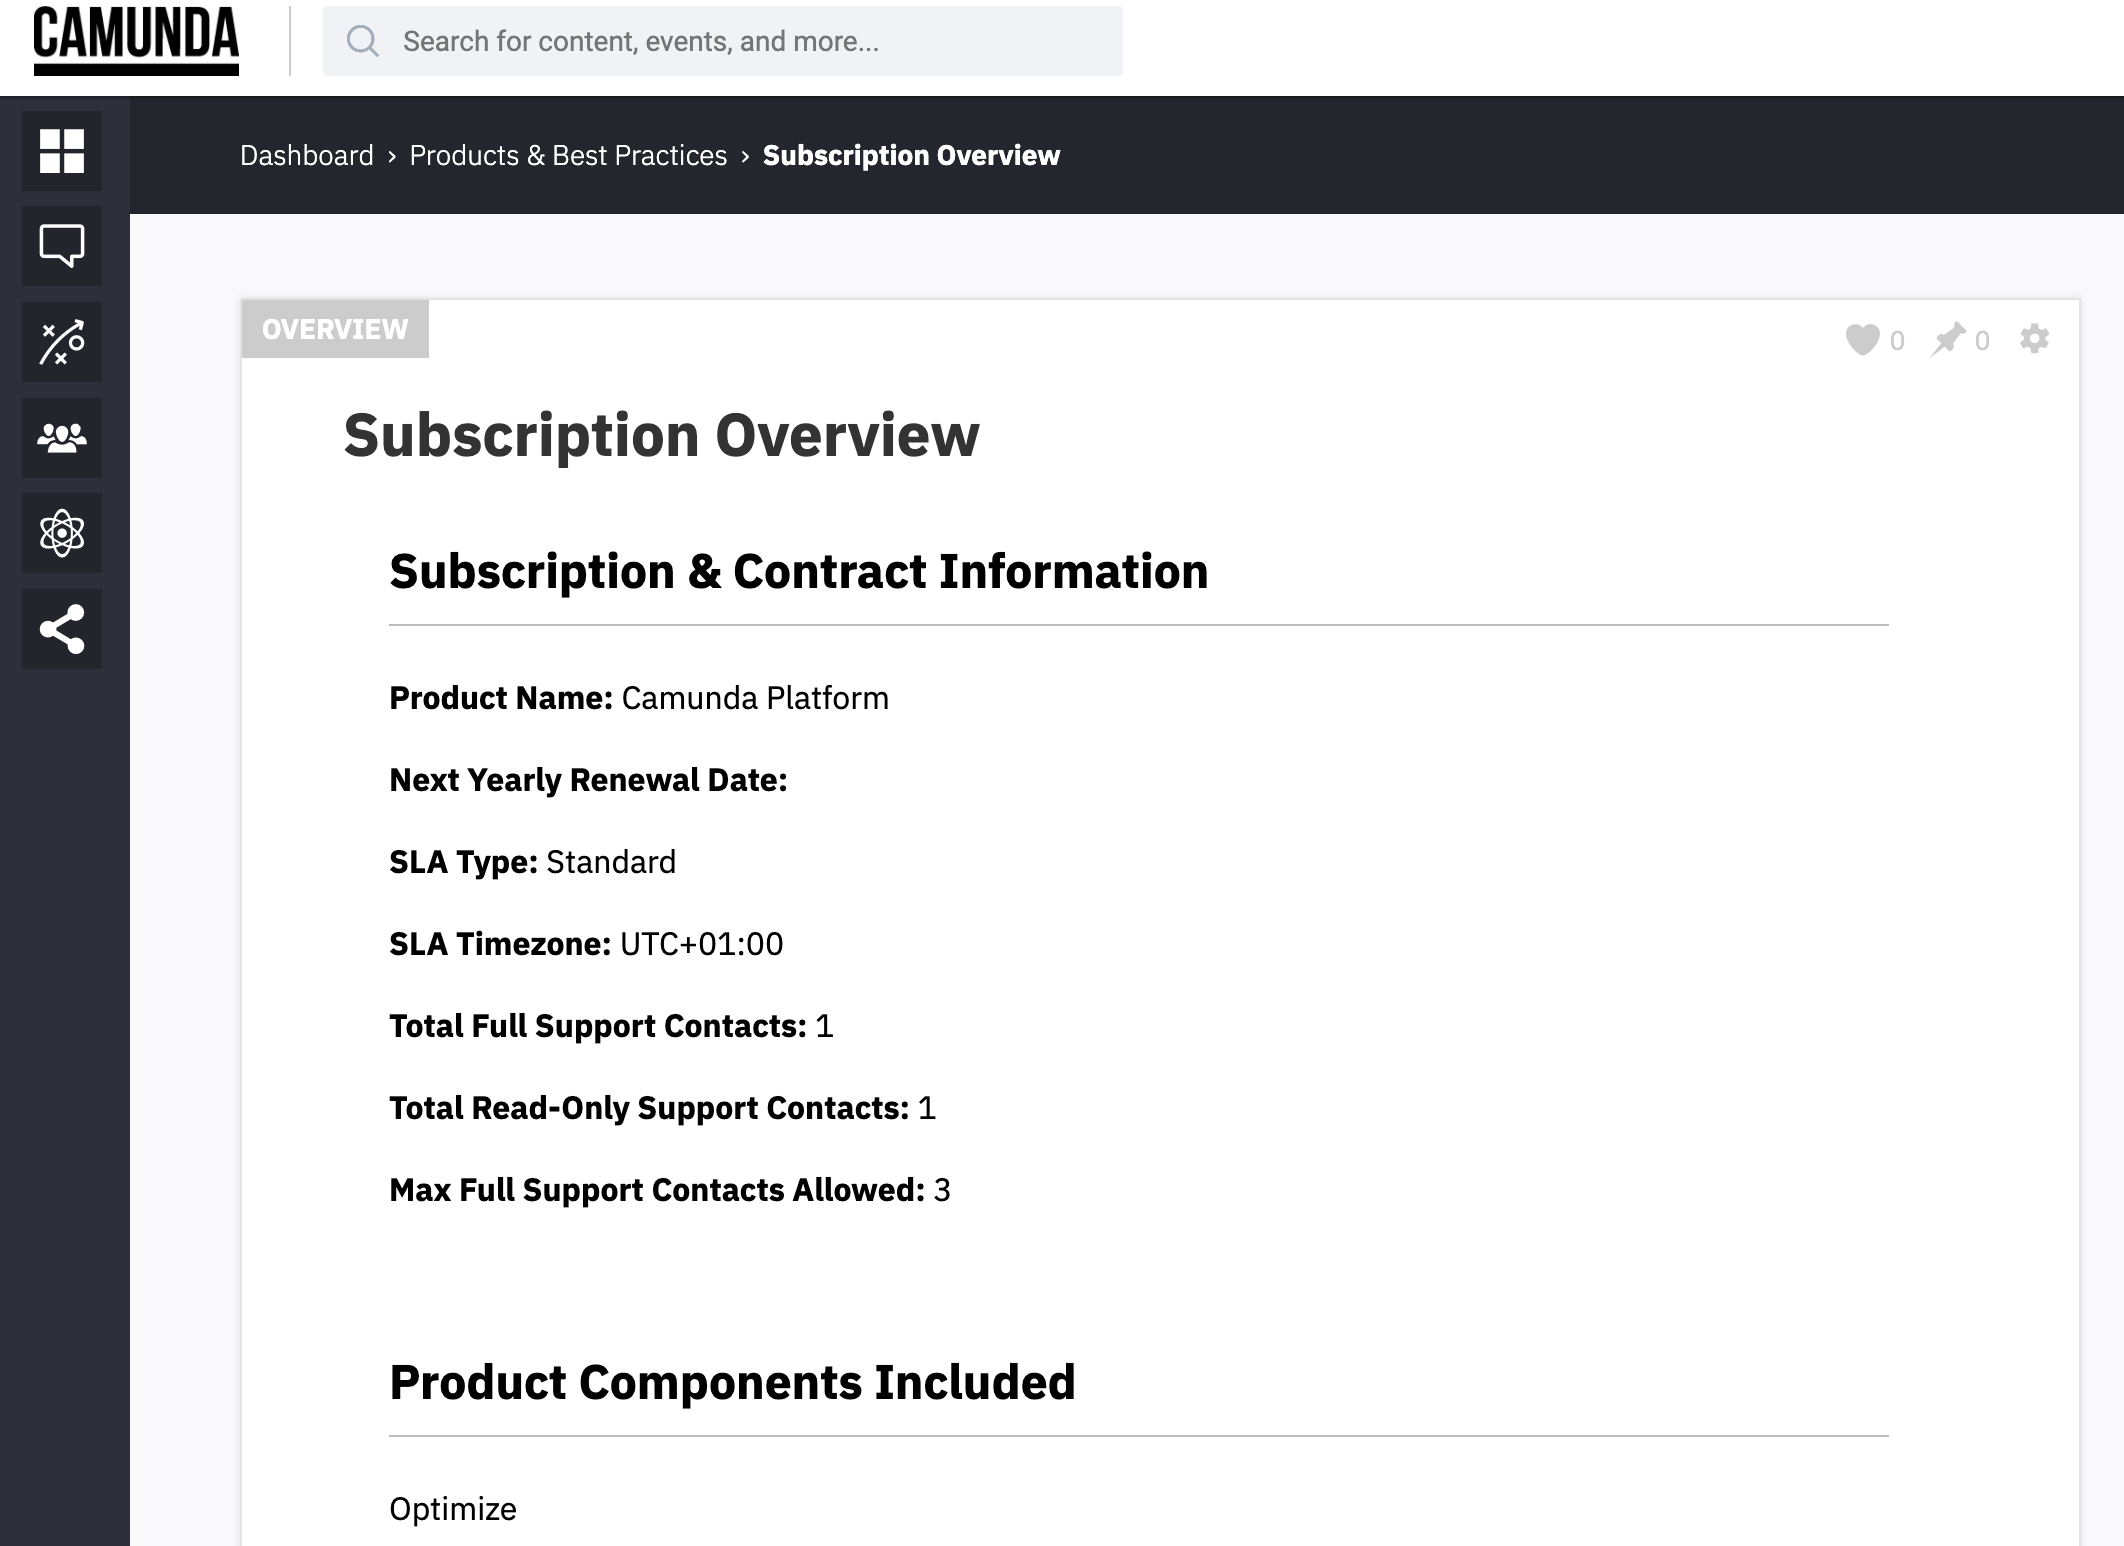 CAMUNDA
Search for content, events, and more...
Dashboard › Products & Best Practices › Subscription Overview
OVERVIEW
0 0
Subscription Overview
Subscription & Contract Information
Product Name: Camunda Platform
Next Yearly Renewal Date:
SLA Type: Standard
SLA Timezone: UTC+01:00
Total Full Support Contacts: 1
Total Read-Only Support Contacts: 1
Max Full Support Contacts Allowed: 3
Product Components Included
Optimize